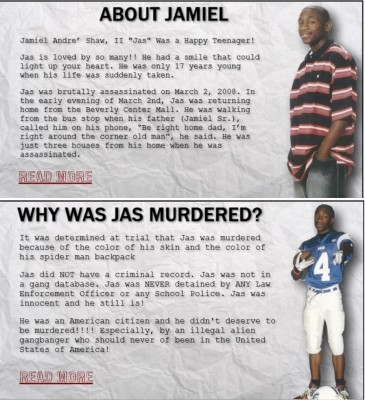 ABOUT JAMIEL
Jamiel Andre' Shaw, II "Jas" Was a Happy Teenager!
Jas is loved by so many!! He had a smile that could
light up your heart. He was only 17 years young
when his life was suddenly taken.
Jas was brutally assassinated on March 2, 2008. In
the early evening of March 2nd, Jas was returning
home from the Beverly Center Mall. He was walking
from the bus stop when his father (Jamiel Sr.),
called him on his phone, "Be right home dad, I'm
right around the corner old man", he said. He was
just three houses from his home when he was
assassinated.
READ MORE
WHY WAS JAS MURDERED?
It was determined at trial that Jas was murdered
because of the color of his skin and the color of
his spider man backpack
Jas did NOT have a criminal record. Jas was not in
a gang database. Jas was NEVER detained by ANY Law
Enforcement Officer or any School Police. Jas was
innocent and he still is!
He was an American citizen and he didn't deserve to
be murdered!!!! Especially, by an illegal alien
gangbanger who should never of been in the United
States of America!
READ MORE
4